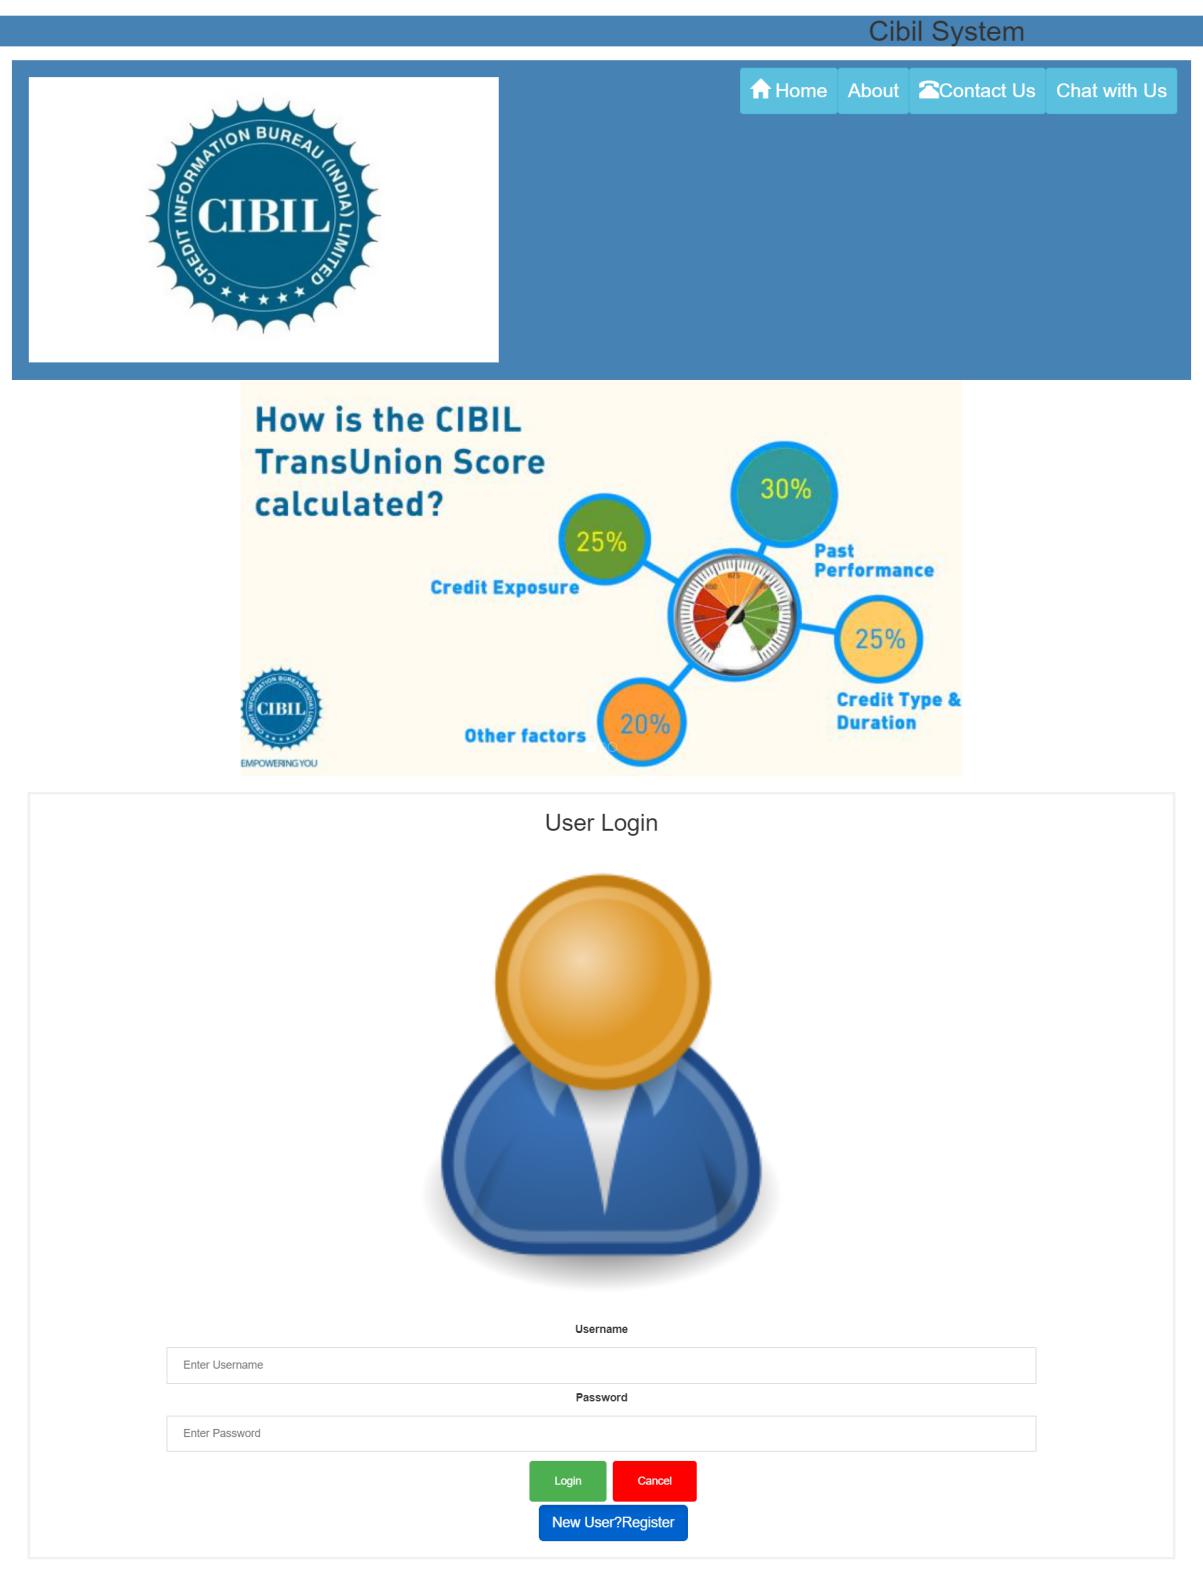 Cibil System
Home About Contact Us Chat with Us
CREDIT INFORMATION BUREAU (INDIA) LIMITED
CIBIL
How is the CIBIL
TransUnion Score
calculated?
30%
Past
Performance
25%
Credit Exposure
675
25%
Credit Type &
Duration
20%
Other factors
CIBIL
EMPOWERING YOU
User Login
Username
Enter Username
Password
Enter Password
Login Cancel
New User?Register